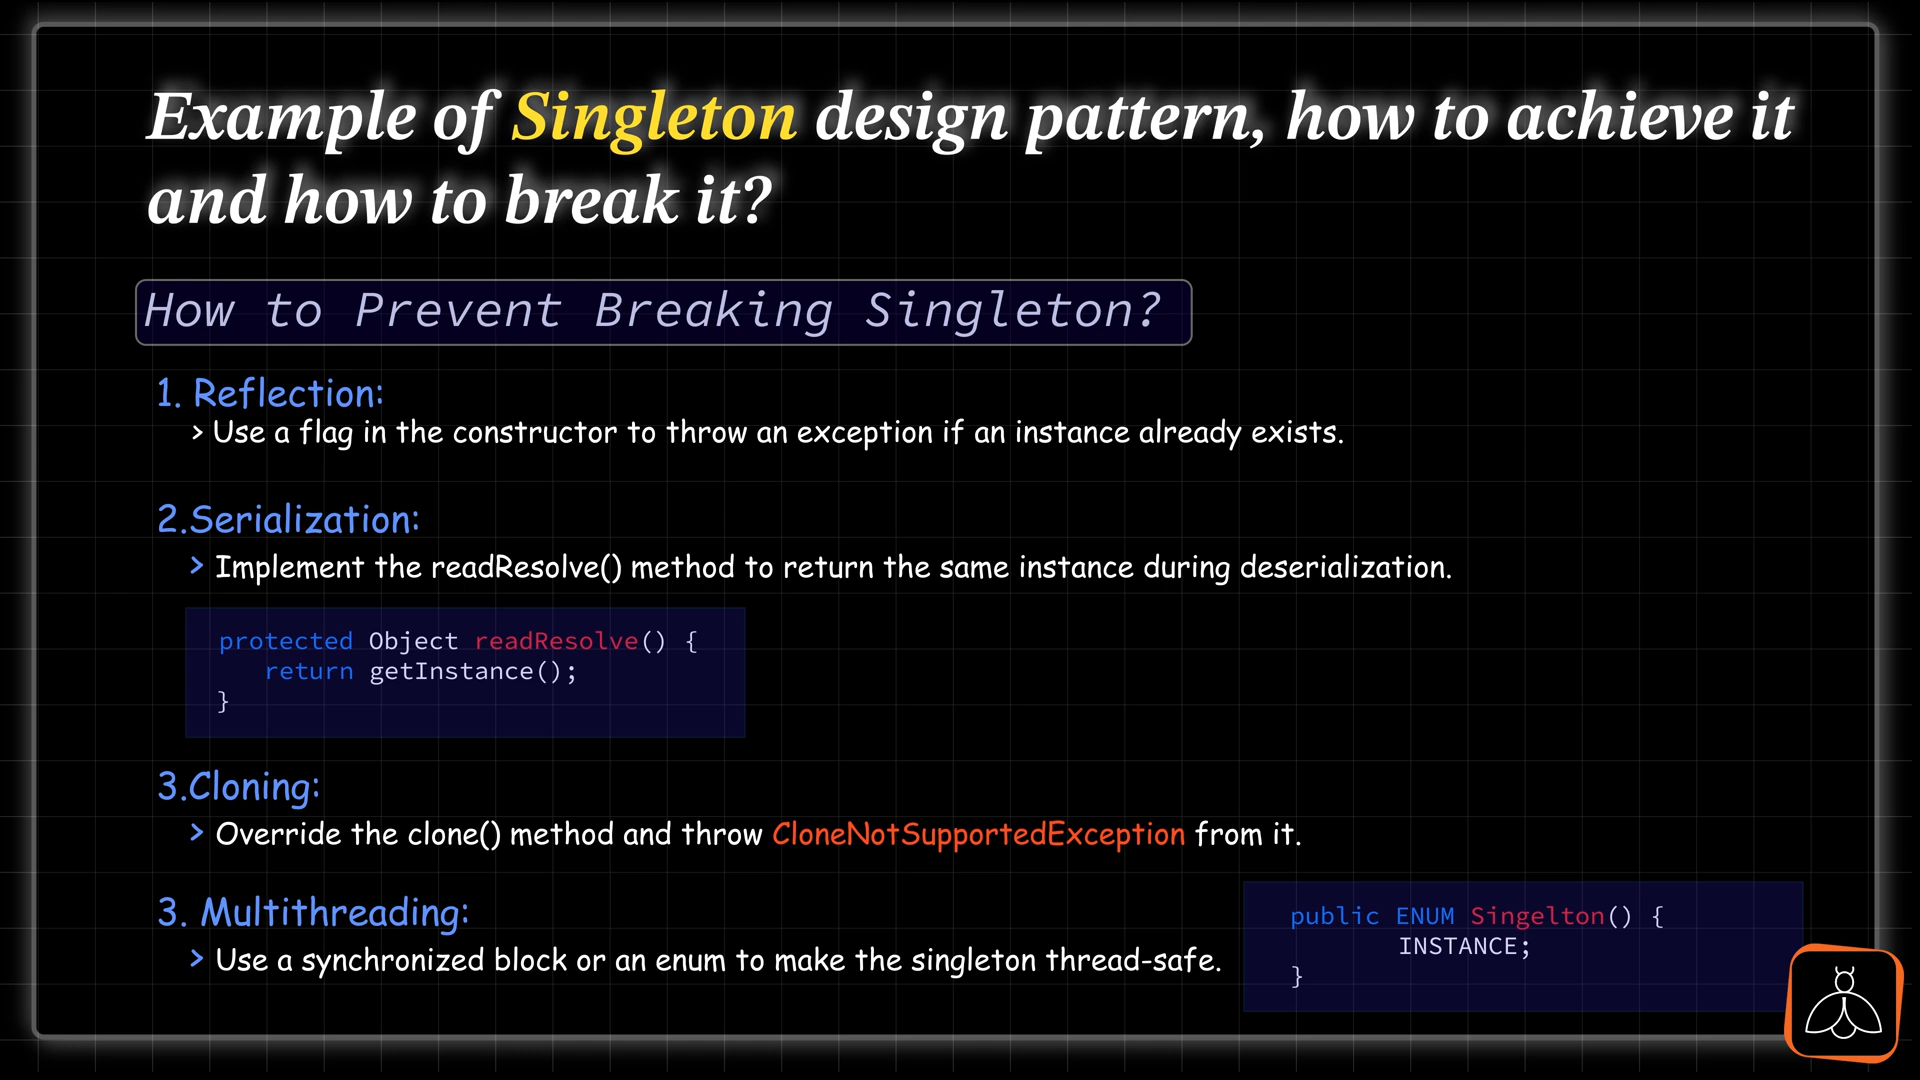 Example of Singleton design pattern, how to achieve it
and how to break it?
How to Prevent Breaking Singleton?
1. Reflection:
> Use a flag in the constructor to throw an exception if an instance already exists.
2.Serialization:
> Implement the readResolve() method to return the same instance during deserialization.
protected Object readResolve() {
return getInstance();
}
3.Cloning:
> Override the clone() method and throw CloneNotSupportedException from it.
3. Multithreading:
> Use a synchronized block or an enum to make the singleton thread-safe.
public ENUM Singelton() {
INSTANCE;
}